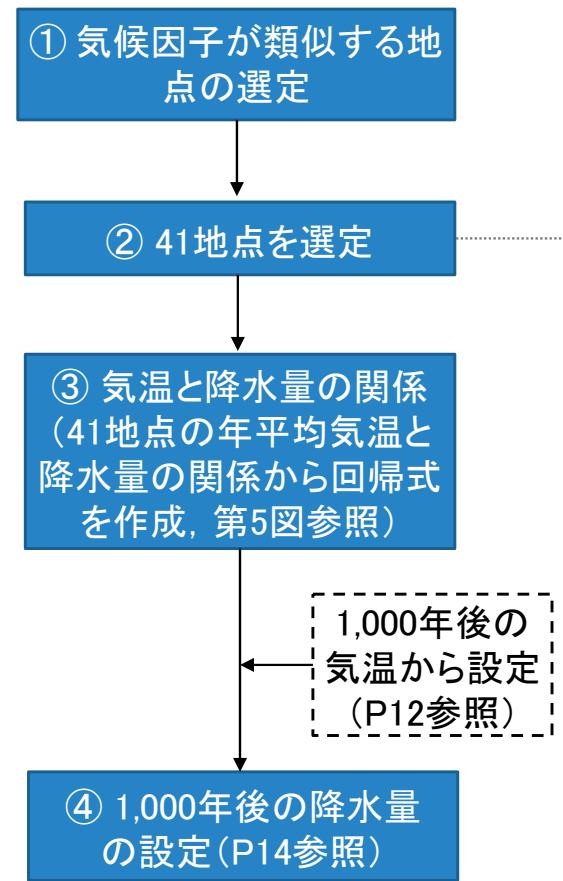 ① 気候因子が類似する地
点の選定
② 41地点を選定
③ 気温と降水量の関係
（41地点の年平均気温と
降水量の関係から回帰式
を作成，第5図参照）
1,000年後の
気温から設定
（P12参照）
④ 1,000年後の降水量
の設定（P14参照）